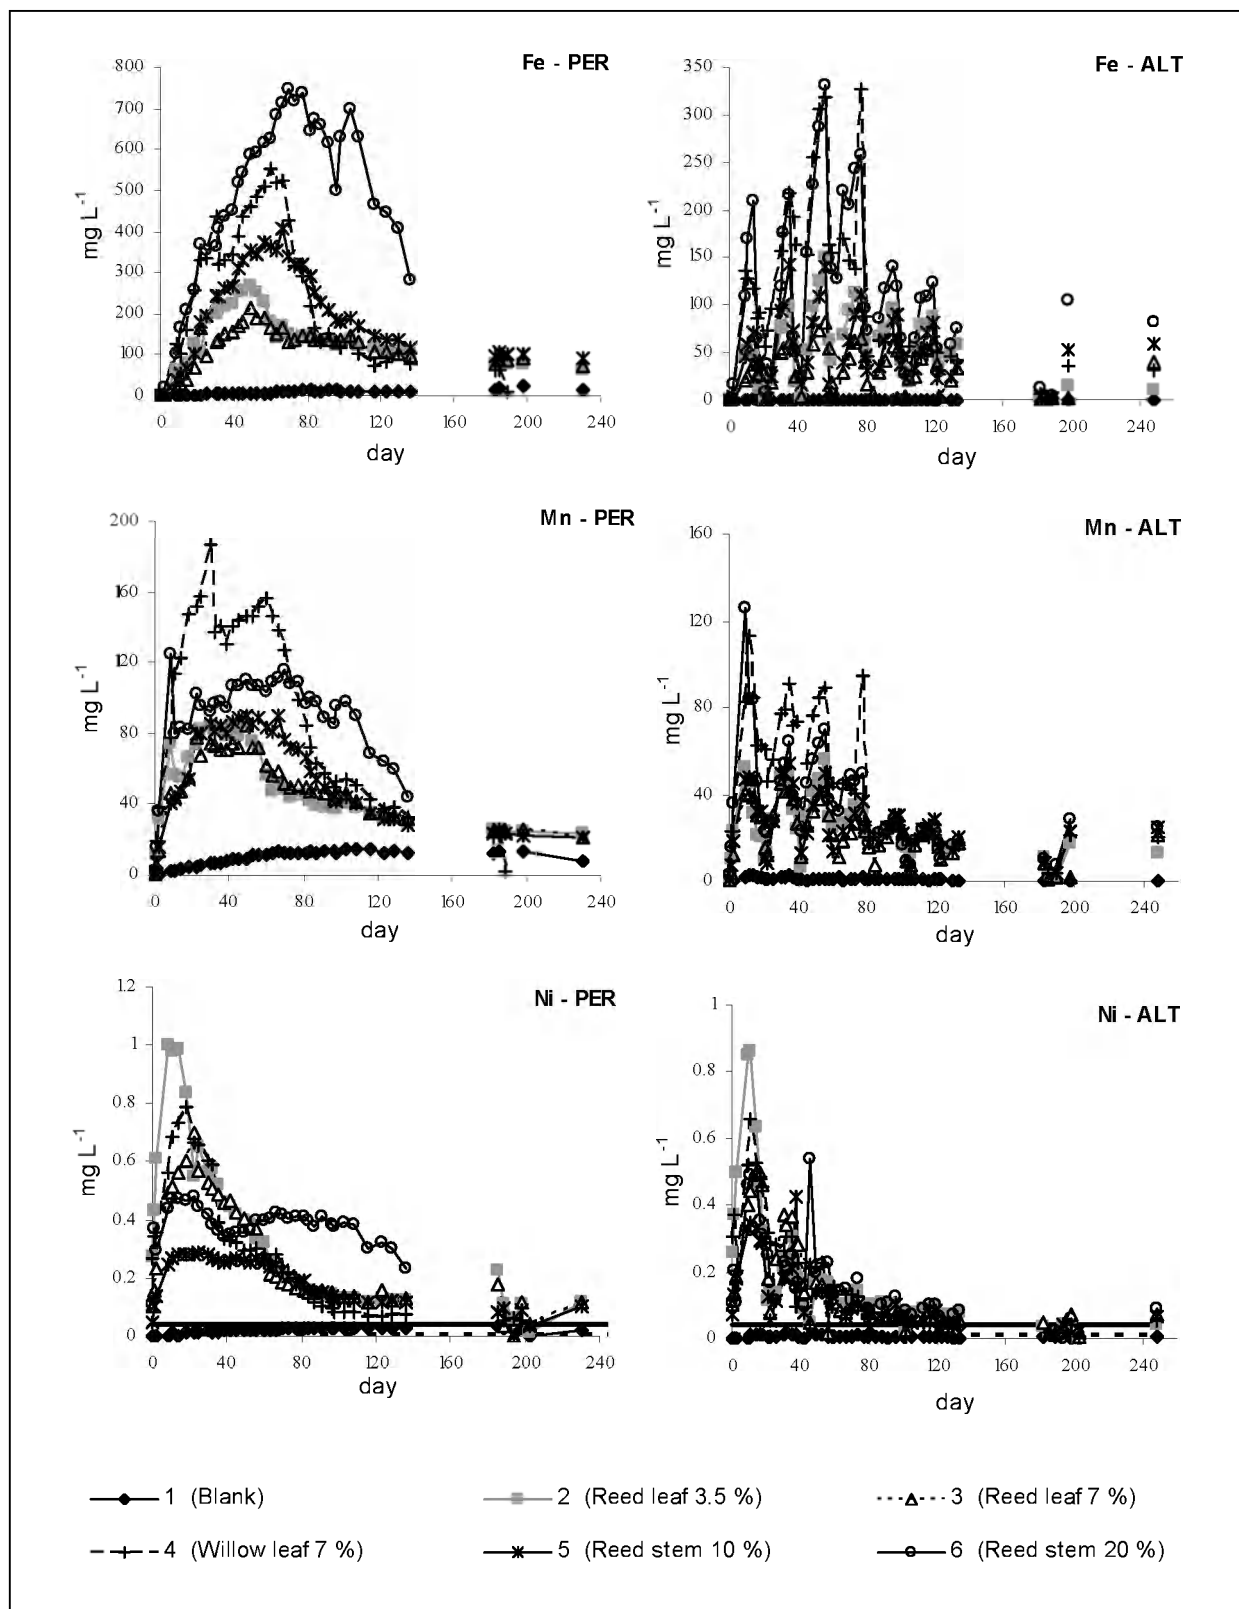 Fe - PER
800
700
600
500
400
300
200
100
0
mg L-1
0 40 80 120 160 200 240
day
Fe - ALT
350
300
250
200
150
100
50
0
mg L-1
0 40 80 120 160 200 240
day
Mn - PER
200
160
120
80
40
0
mg L-1
0 40 80 120 160 200 240
day
Mn - ALT
160
120
80
40
0
mg L-1
0 40 80 120 160 200 240
day
Ni - PER
1.2
1
0.8
0.6
0.4
0.2
0
mg L-1
0 40 80 120 160 200 240
day
Ni - ALT
1
0.8
0.6
0.4
0.2
0
mg L-1
0 40 80 120 160 200 240
day
1 (Blank)
2 (Reed leaf 3.5 %)
3 (Reed leaf 7 %)
4 (Willow leaf 7 %)
5 (Reed stem 10 %)
6 (Reed stem 20 %)